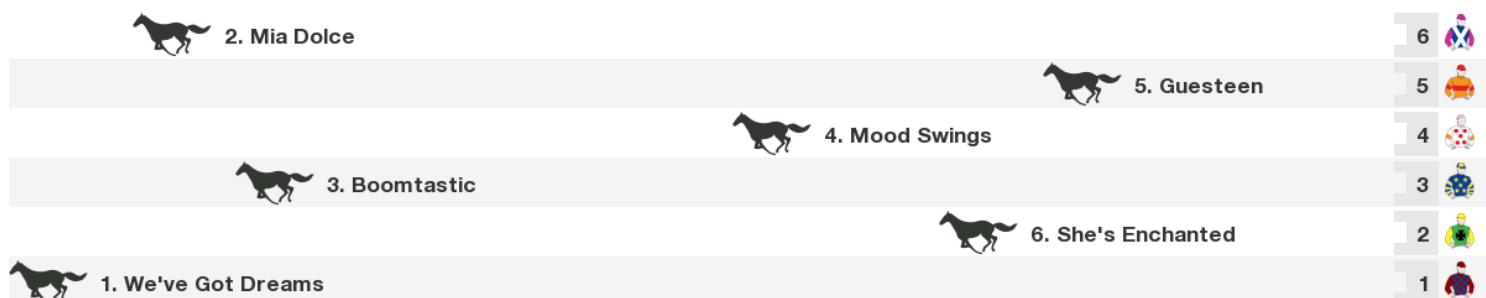 2. Mia Dolce 6
5. Guesteen 5
4. Mood Swings 4
3. Boomtastic 3
6. She's Enchanted 2
1. We've Got Dreams 1